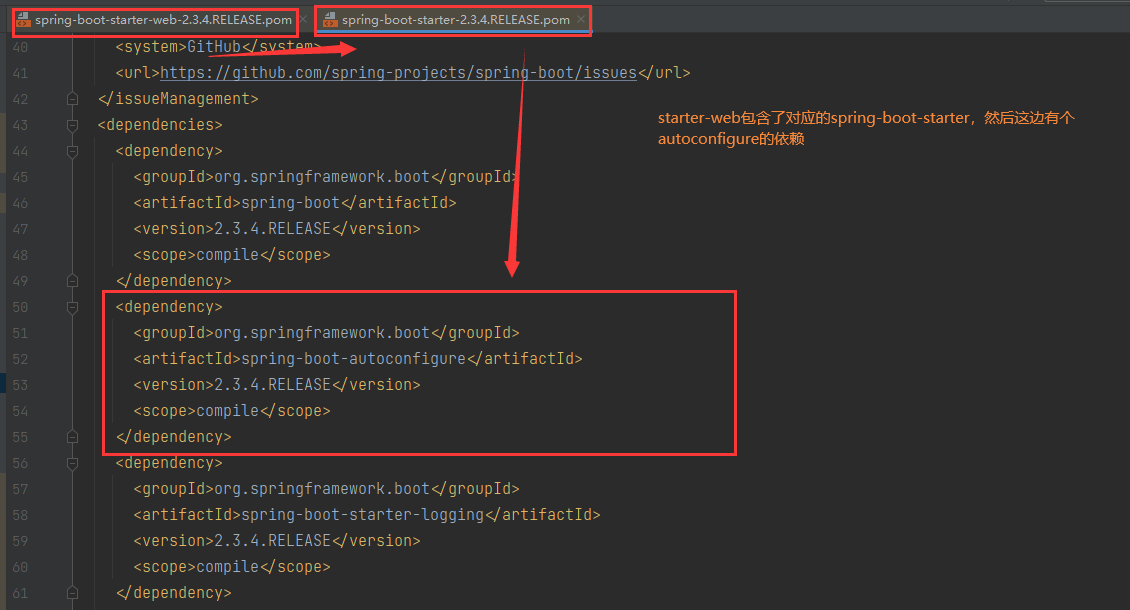 spring-boot-starter-web-2.3.4.RELEASE.pom spring-boot-starter-2.3.4.RELEASE.pom
40 <system>GitHub</system>
41 <url>https://github.com/spring-projects/spring-boot/issues</url>
42 </issueManagement>
43 <dependencies>
starter-web包含了对应的spring-boot-starter，然后这边有个
autoconfigure的依赖
44 <dependency>
45 <groupId>org.springframework.boot</groupId>
46 <artifactId>spring-boot</artifactId>
47 <version>2.3.4.RELEASE</version>
48 <scope>compile</scope>
49 </dependency>
50 <dependency>
51 <groupId>org.springframework.boot</groupId>
52 <artifactId>spring-boot-autoconfigure</artifactId>
53 <version>2.3.4.RELEASE</version>
54 <scope>compile</scope>
55 </dependency>
56 <dependency>
57 <groupId>org.springframework.boot</groupId>
58 <artifactId>spring-boot-starter-logging</artifactId>
59 <version>2.3.4.RELEASE</version>
60 <scope>compile</scope>
61 </dependency>